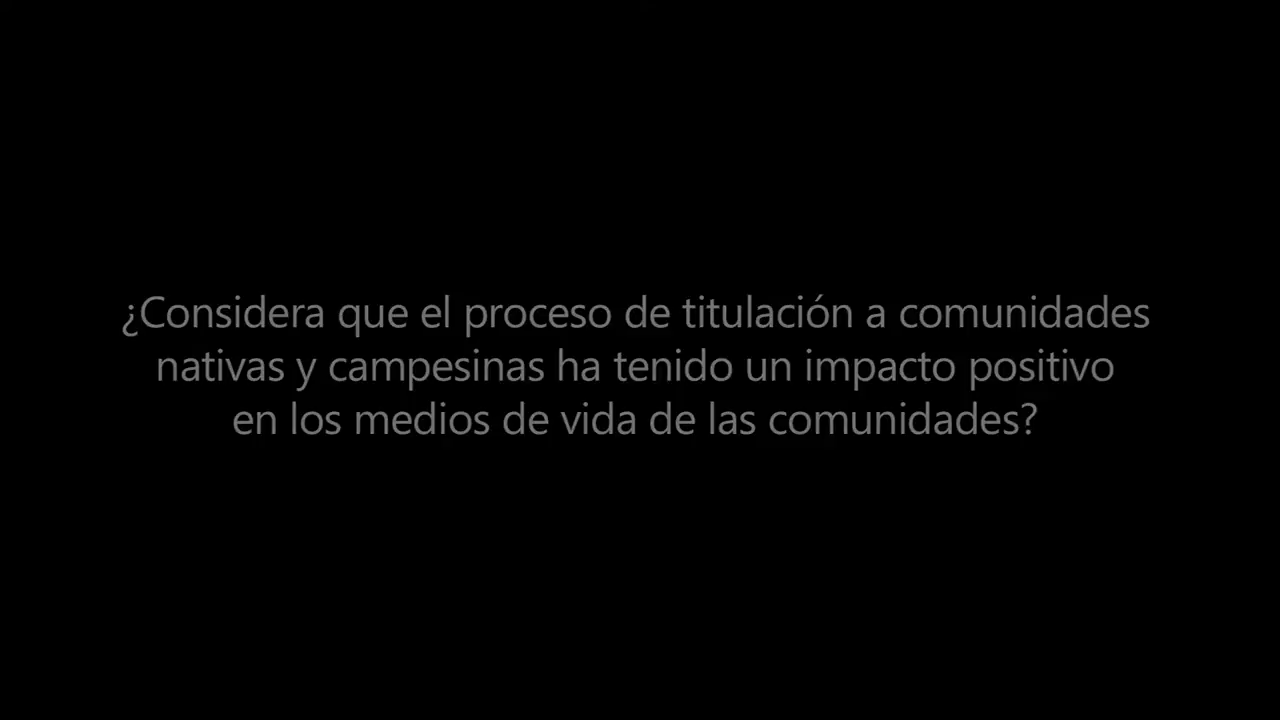 ¿Considera que el proceso de titulación a comunidades
nativas y campesinas ha tenido un impacto positivo
en los medios de vida de las comunidades?